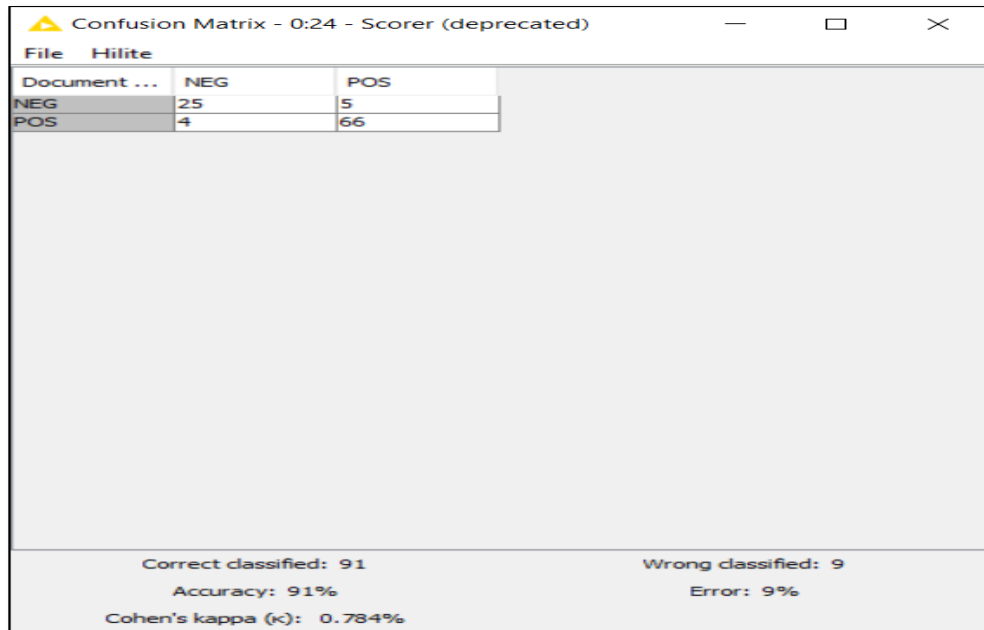 Confusion Matrix - 0:24 - Scorer (deprecated)
File Hilite
Document ... NEG POS
NEG 25 5
POS 4 66
Correct classified: 91 Wrong classified: 9
Accuracy: 91% Error: 9%
Cohen's kappa (κ): 0.784%